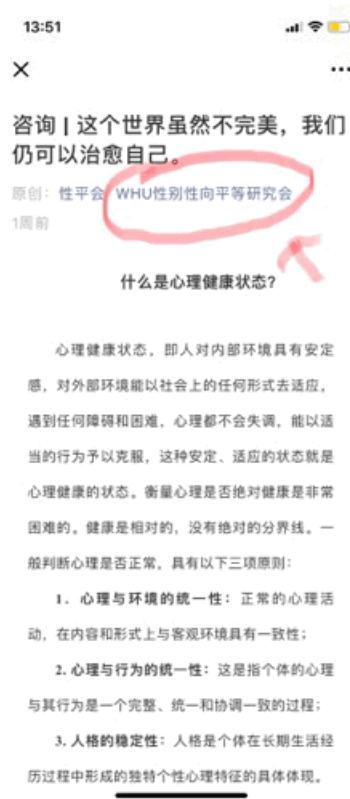 13:51
咨询 | 这个世界虽然不完美，我们
仍可以治愈自己。
原创： 性平会 WHU性别性向平等研究会
1周前
什么是心理健康状态?
心理健康状态，即人对内部环境具有安定
感，对外部环境能以社会上的任何形式去适应，
遇到任何障碍和困难，心理都不会失调，能以适
当的行为予以克服，这种安定、适应的状态就是
心理健康的状态。衡量心理是否绝对健康是非常
困难的。健康是相对的，没有绝对的分界线。一
般判断心理是否正常，具有以下三项原则：
1．心理与环境的统一性：正常的心理活
动，在内容和形式上与客观环境具有一致性；
2. 心理与行为的统一性：这是指个体的心理
与其行为是一个完整、统一和协调一致的过程；
3. 人格的稳定性：人格是个体在长期生活经
历过程中形成的独特个性心理特征的具体体现。